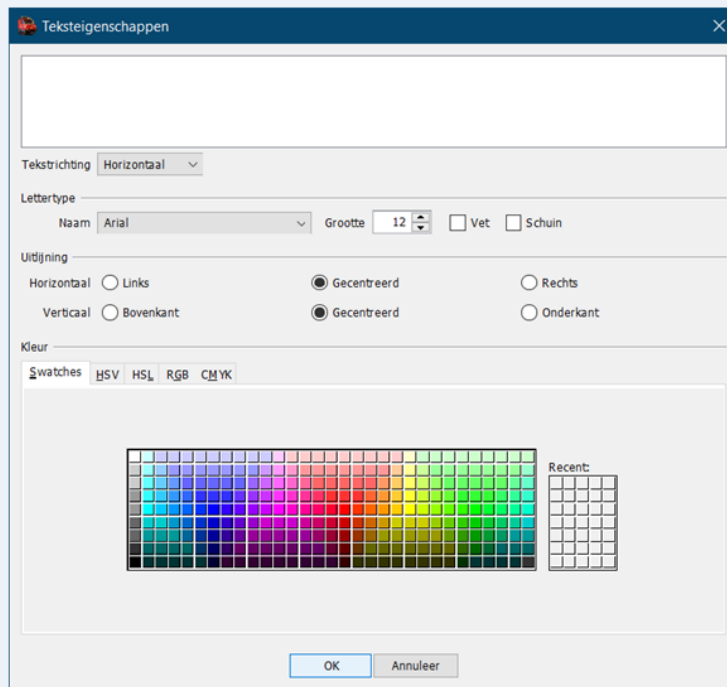 Teksteigenschappen
Tekstrichting Horizontaal
Lettertype
Naam Arial Grootte 12 Vet Schuin
Uitlijning
Horizontaal Links Gecentreerd Rechts
Verticaal Bovenkant Gecentreerd Onderkant
Kleur
Swatches HSV HSL RGB CMYK
Recent:
OK Annuleer